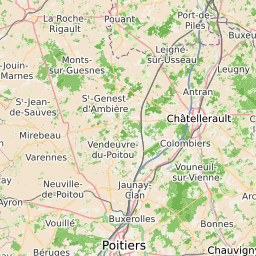 La Roche-
Rigault
Pouant
Port-de
Piles
Buxeu
Leigné-
sur-Usseau
Leugny
Monts-
sur-Guesnes
Jouin-
Marnes
Antran
St-Genest
d'Ambière
St-Jean-
de-Sauves
Châtellerault
Mirebeau
Colombiers
Vendeuvre-
du-Poitou
Varennes
Vouneuil-
sur-Vienne
Neuville-de-
Poitou
Jaunay-
Clan
Ayron
Buxerolles
Bonnes
Vouillé
Poitiers
Chauvign
Béruges